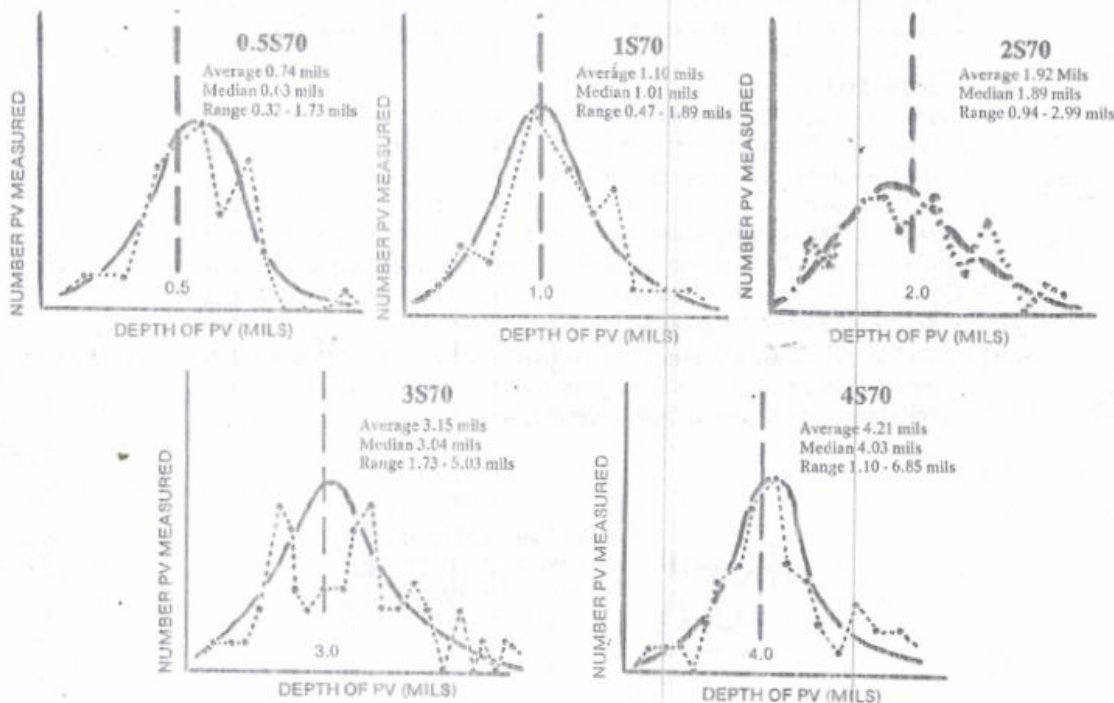 0.5S70
Average 0.74 mils
Median 0.63 mils
Range 0.32 - 1.73 mils
NUMBER PV MEASURED
0.5
DEPTH OF PV (MILS)
1S70
Average 1.10 mils
Median 1.01 mils
Range 0.47 - 1.89 mils
NUMBER PV MEASURED
1.0
DEPTH OF PV (MILS)
2S70
Average 1.92 Mils
Median 1.89 mils
Range 0.94 - 2.99 mils
NUMBER PV MEASURED
2.0
DEPTH OF PV (MILS)
3S70
Average 3.15 mils
Median 3.04 mils
Range 1.73 - 5.03 mils
NUMBER PV MEASURED
3.0
DEPTH OF PV (MILS)
4S70
Average 4.21 mils
Median 4.03 mils
Range 1.10 - 6.85 mils
NUMBER PV MEASURED
4.0
DEPTH OF PV (MILS)